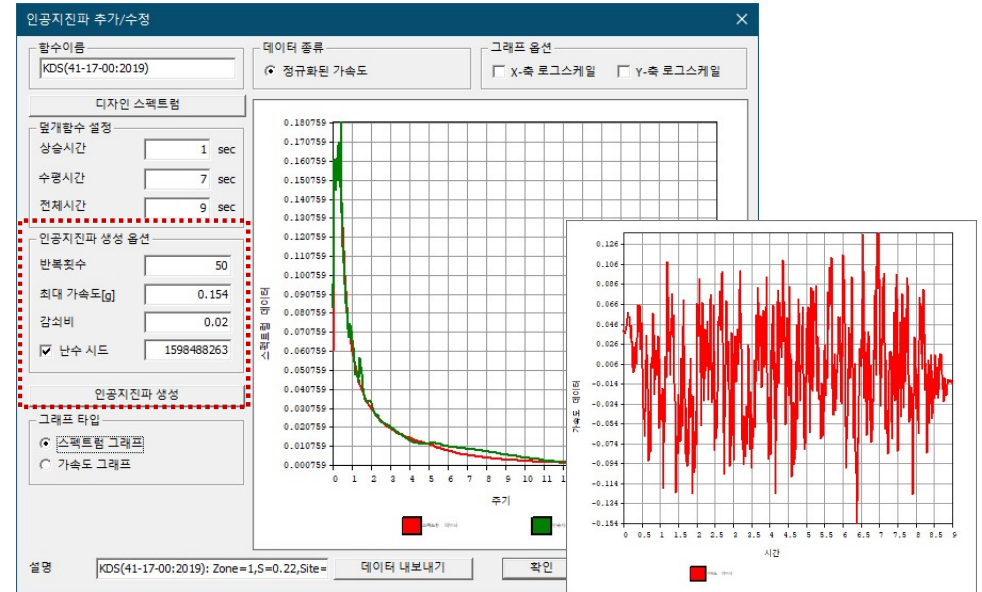 인공지진파 추가/수정
함수이름
KDS(41-17-00:2019)
데이터 종류
정규화된 가속도
그래프 옵션
X-축 로그스케일
Y-축 로그스케일
디자인 스펙트럼
덮개함수 설정
상승시간 1 sec
수평시간 7 sec
전체시간 9 sec
인공지진파 생성 옵션
반복횟수 50
최대 가속도[g] 0.154
감쇠비 0.02
난수 시드 1598488263
인공지진파 생성
그래프 타입
스펙트럼 그래프
가속도 그래프
스펙트럼 데이터
0.180759
0.170759
0.160759
0.150759
0.140759
0.130759
0.120759
0.110759
0.100759
0.090759
0.080759
0.070759
0.060759
0.050759
0.040759
0.030759
0.020759
0.010759
0.000759
0 1 2 3 4 5 6 7 8 9 10 11 1
주기
가속도 데이터
0.126
0.106
0.086
0.066
0.046
0.026
0.006
-0.014
-0.034
-0.054
-0.074
-0.094
-0.114
-0.134
-0.154
0 0.5 1 1.5 2 2.5 3 3.5 4 4.5 5 5.5 6 6.5 7 7.5 8 8.5 9
시간
설명
KDS(41-17-00:2019): Zone=1,S=0.22,Site=
데이터 내보내기
확인